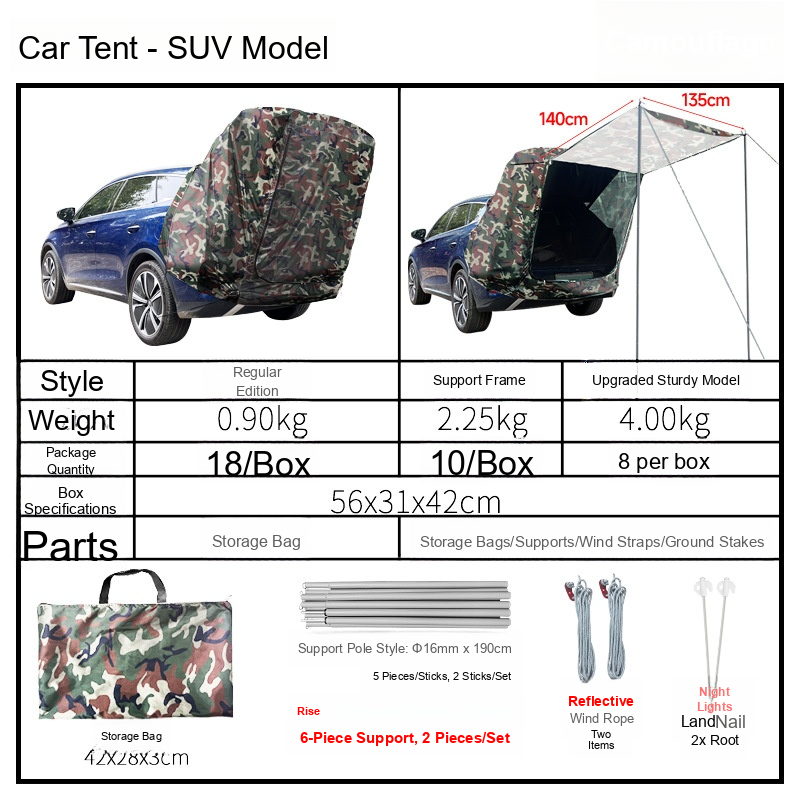 Car Tent - SUV Model
140cm
135cm
Style
Regular
Edition
Support Frame
Upgraded Sturdy Model
Weight
0.90kg
2.25kg
4.00kg
Package
Quantity
18/Box
10/Box
8 per box
Box
Specifications
56x31x42cm
Parts
Storage Bag
Storage Bags/Supports/Wind Straps/Ground Stakes
Support Pole Style: Φ16mm x 190cm
5 Pieces/Sticks, 2 Sticks/Set
Rise
6-Piece Support, 2 Pieces/Set
Storage Bag
42x28x3cm
Reflective
Wind Rope
Two
Items
Night
Lights
LandNail
2x Root